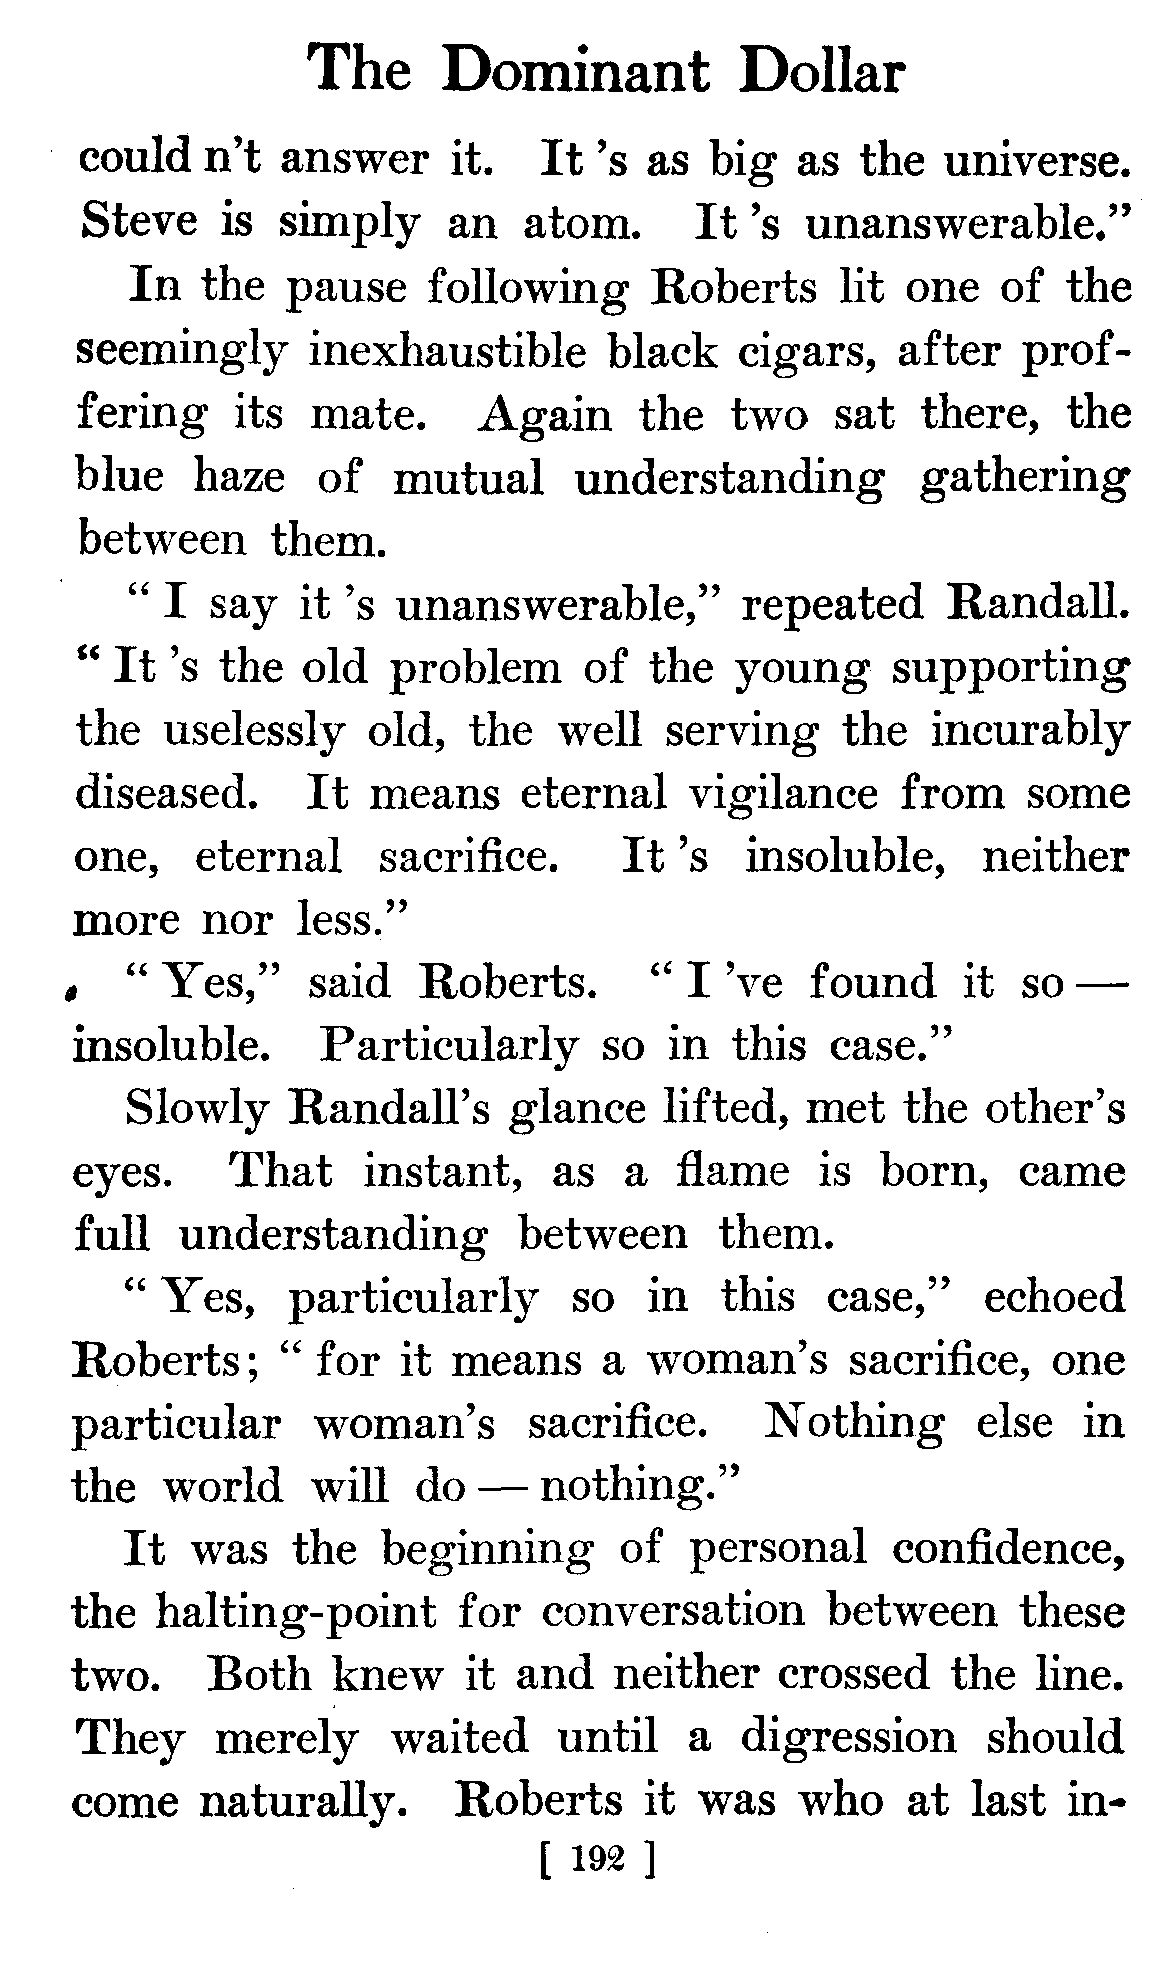 The Dominant Dollar
could n't answer it. It 's as big as the universe.
Steve is simply an atom. It 's unanswerable."
In the pause following Roberts lit one of the
seemingly inexhaustible black cigars, after prof-
fering its mate. Again the two sat there, the
blue haze of mutual understanding gathering
between them.
" I say it 's unanswerable," repeated Randall.
" It 's the old problem of the young supporting
the uselessly old, the well serving the incurably
diseased. It means eternal vigilance from some
one, eternal sacrifice. It 's insoluble, neither
more nor less."
" Yes," said Roberts. " I 've found it so —
insoluble. Particularly so in this case."
Slowly Randall's glance lifted, met the other's
eyes. That instant, as a flame is born, came
full understanding between them.
" Yes, particularly so in this case," echoed
Roberts; " for it means a woman's sacrifice, one
particular woman's sacrifice. Nothing else in
the world will do — nothing."
It was the beginning of personal confidence,
the halting-point for conversation between these
two. Both knew it and neither crossed the line.
They merely waited until a digression should
come naturally. Roberts it was who at last in-
[ 192 ]